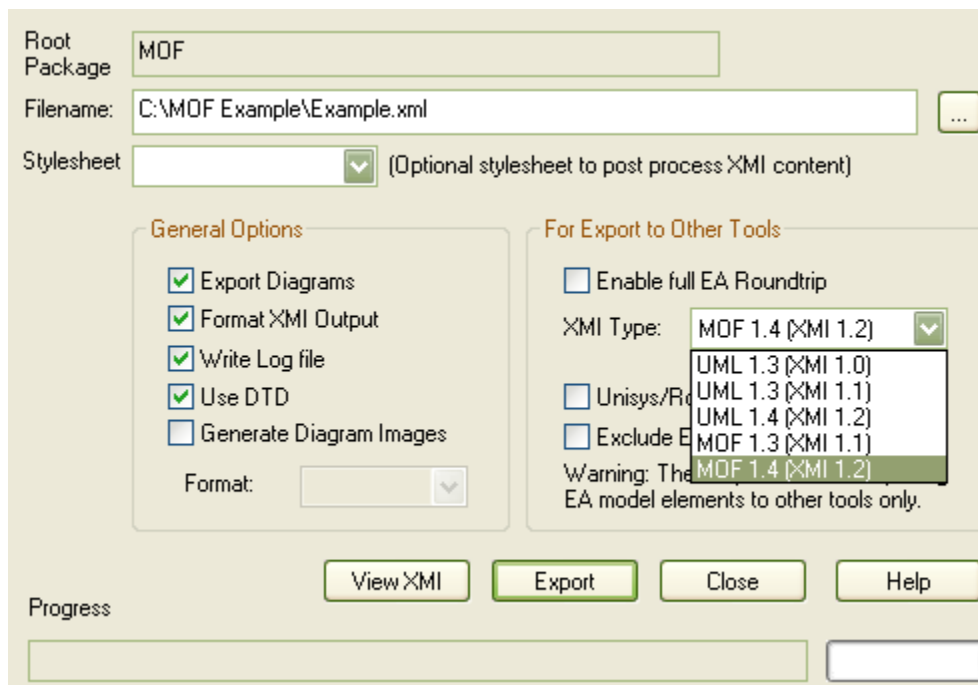 Root
Package
MOF
Filename:
C:\MOF Example\Example.xml
...
Stylesheet
(Optional stylesheet to post process XMI content)
General Options
Export Diagrams
Format XMI Output
Write Log file
Use DTD
Generate Diagram Images
Format:
For Export to Other Tools
Enable full EA Roundtrip
XMI Type:
MOF 1.4 (XMI 1.2)
UML 1.3 (XMI 1.0)
UML 1.3 (XMI 1.1)
UML 1.4 (XMI 1.2)
MOF 1.3 (XMI 1.1)
MOF 1.4 (XMI 1.2)
Unisys/Ro
Exclude E
Warning: The
EA model elements to other tools only.
View XMI
Export
Close
Help
Progress